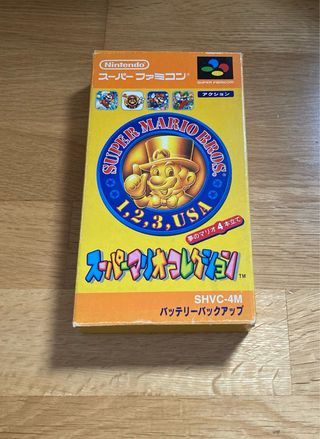 Nintendo
スーパーファミコン
SUPER FAMICOM
アクション
SUPER MARIO BROS.
1,2,3,USA
夢のマリオ4本立て
スーパーマリオコレクション TM
SHVC-4M
バッテリーバックアップ